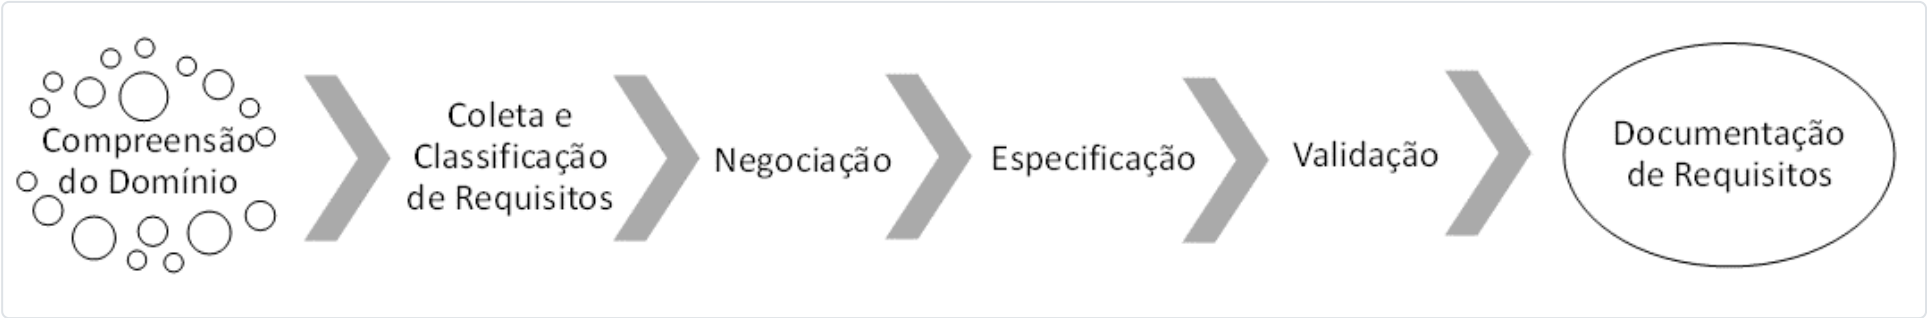 Compreensão
do Domínio
Coleta e
Classificação
de Requisitos
Negociação
Especificação
Validação
Documentação
de Requisitos